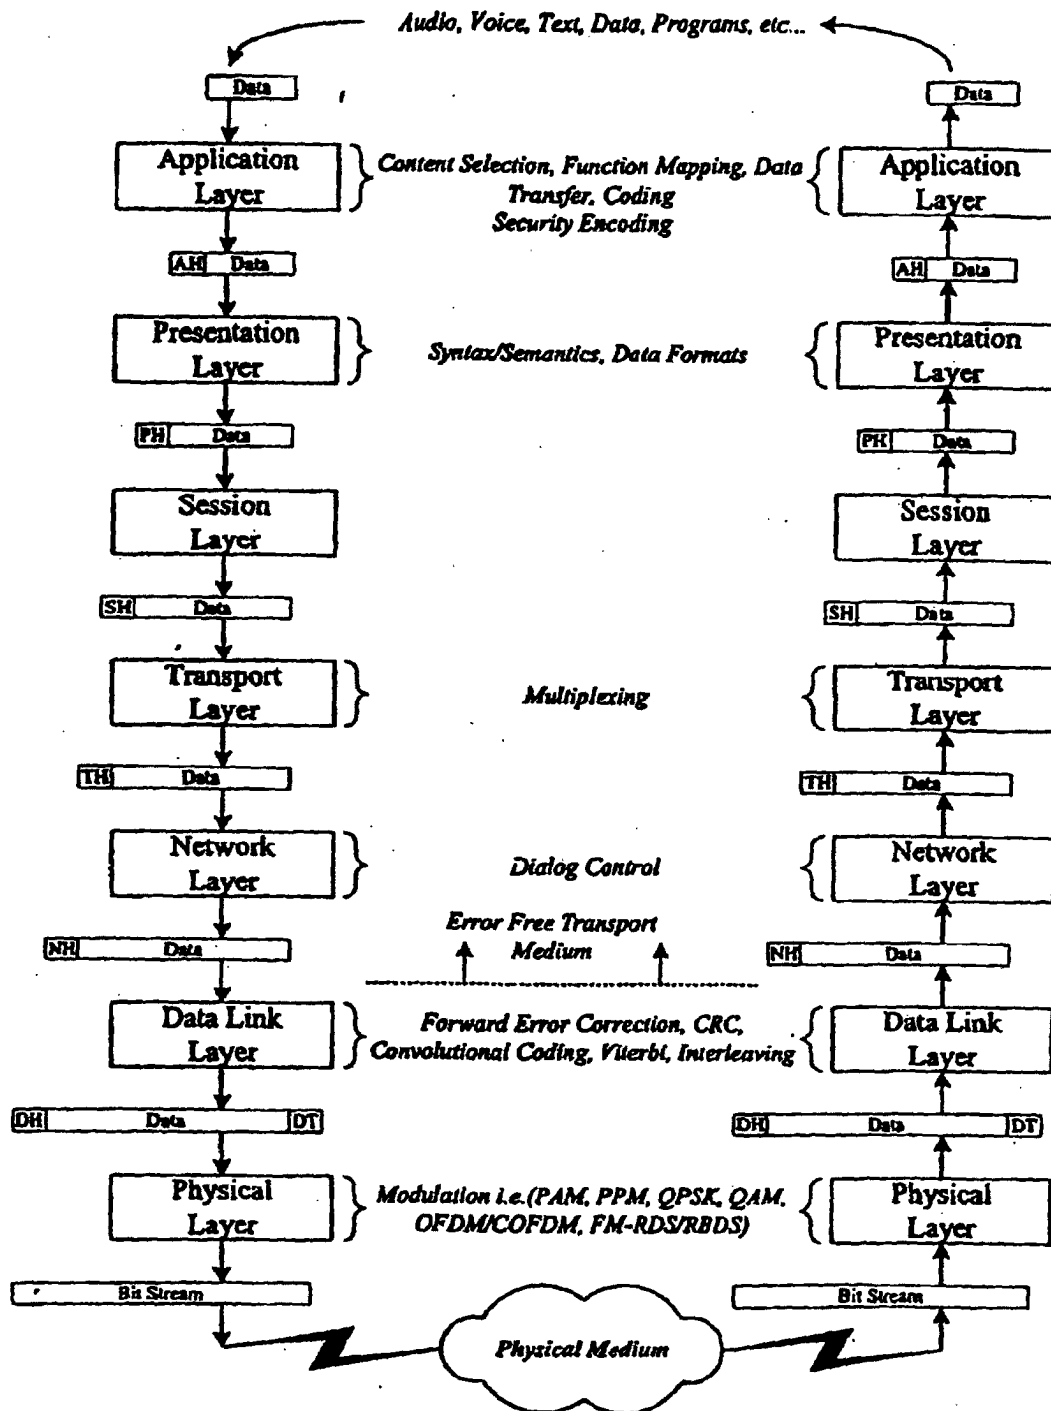 Audio, Voice, Text, Data, Programs, etc...
Data
Data
Application
Layer
Content Selection, Function Mapping, Data
Transfer, Coding
Security Encoding
Application
Layer
AH Data
AH Data
Presentation
Layer
Syntax/Semantics, Data Formats
Presentation
Layer
PH Data
PH Data
Session
Layer
Session
Layer
SH Data
SH Data
Transport
Layer
Multiplexing
Transport
Layer
TH Data
TH Data
Network
Layer
Dialog Control
Network
Layer
Error Free Transport
Medium
NH Data
NH Data
Data Link
Layer
Forward Error Correction, CRC,
Convolutional Coding, Viterbi, Interleaving
Data Link
Layer
DH Data DT
DH Data DT
Physical
Layer
Modulation i.e.(PAM, PPM, QPSK, QAM,
OFDM/COFDM, FM-RDS/RBDS)
Physical
Layer
Bit Stream
Bit Stream
Physical Medium